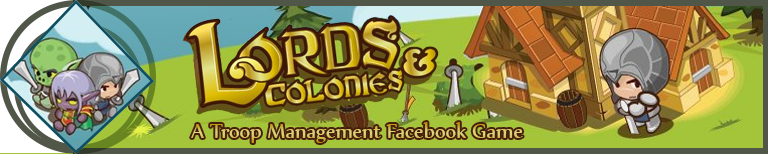 LORDS &
COLONIES
A Troop Management Facebook Game